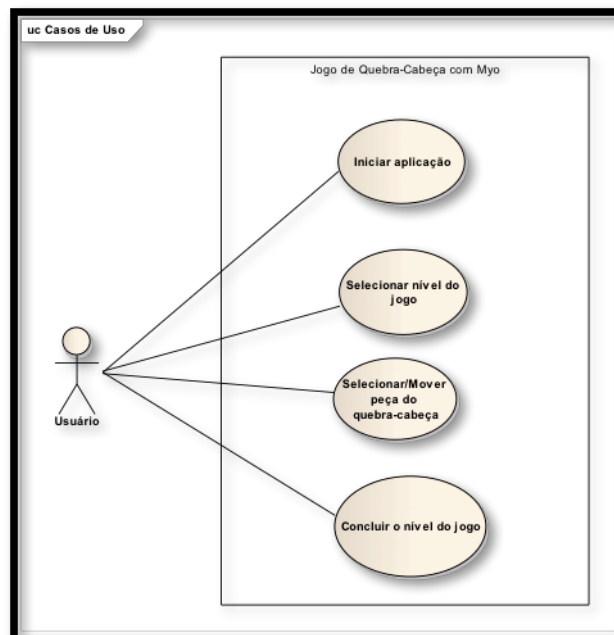 uc Casos de Uso
Jogo de Quebra-Cabeça com Myo
Iniciar aplicação
Selecionar nível do
jogo
Selecionar/Mover
peça do
quebra-cabeça
Usuário
Concluir o nível do jogo